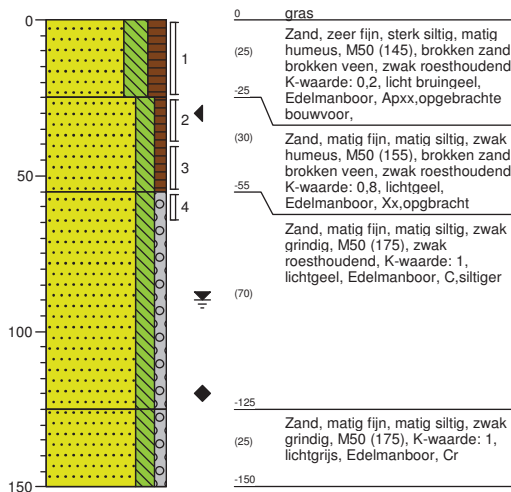 0
50
100
150
1
2
3
4
0 gras
(25)
Zand, zeer fijn, sterk siltig, matig
humeus, M50 (145), brokken zand
brokken veen, zwak roesthoudend
K-waarde: 0,2, licht bruingeel,
Edelmanboor, Apxx,opgebrachte
bouwvoor,
-25
(30)
Zand, matig fijn, matig siltig, zwak
humeus, M50 (155), brokken zand
brokken veen, zwak roesthoudend
K-waarde: 0,8, lichtgeel,
Edelmanboor, Xx,opgbracht
-55
(70)
Zand, matig fijn, matig siltig, zwak
grindig, M50 (175), zwak
roesthoudend, K-waarde: 1,
lichtgeel, Edelmanboor, C,siltiger
-125
(25)
Zand, matig fijn, matig siltig, zwak
grindig, M50 (175), K-waarde: 1,
lichtgrijs, Edelmanboor, Cr
-150